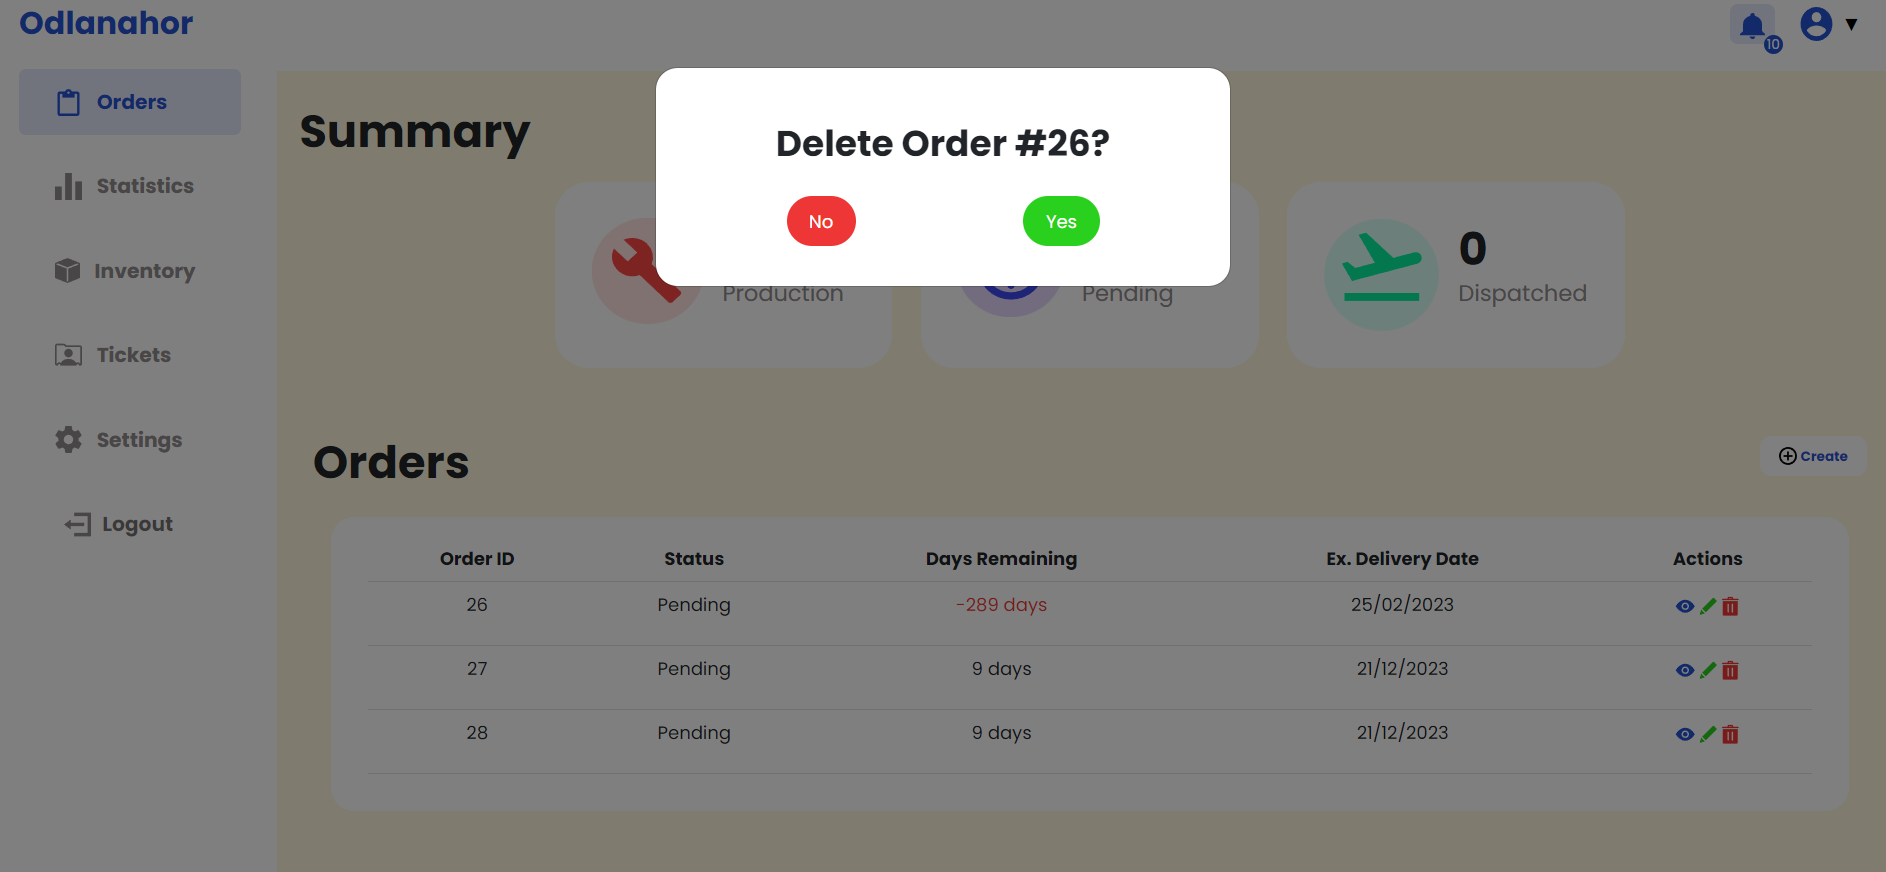 Odlanahor
10
▼
Orders
Statistics
Inventory
Tickets
Settings
Logout
Summary
Delete Order #26?
No
Yes
Production
Pending
0
Dispatched
Orders
Create
Order ID Status Days Remaining Ex. Delivery Date Actions
26 Pending -289 days 25/02/2023
27 Pending 9 days 21/12/2023
28 Pending 9 days 21/12/2023